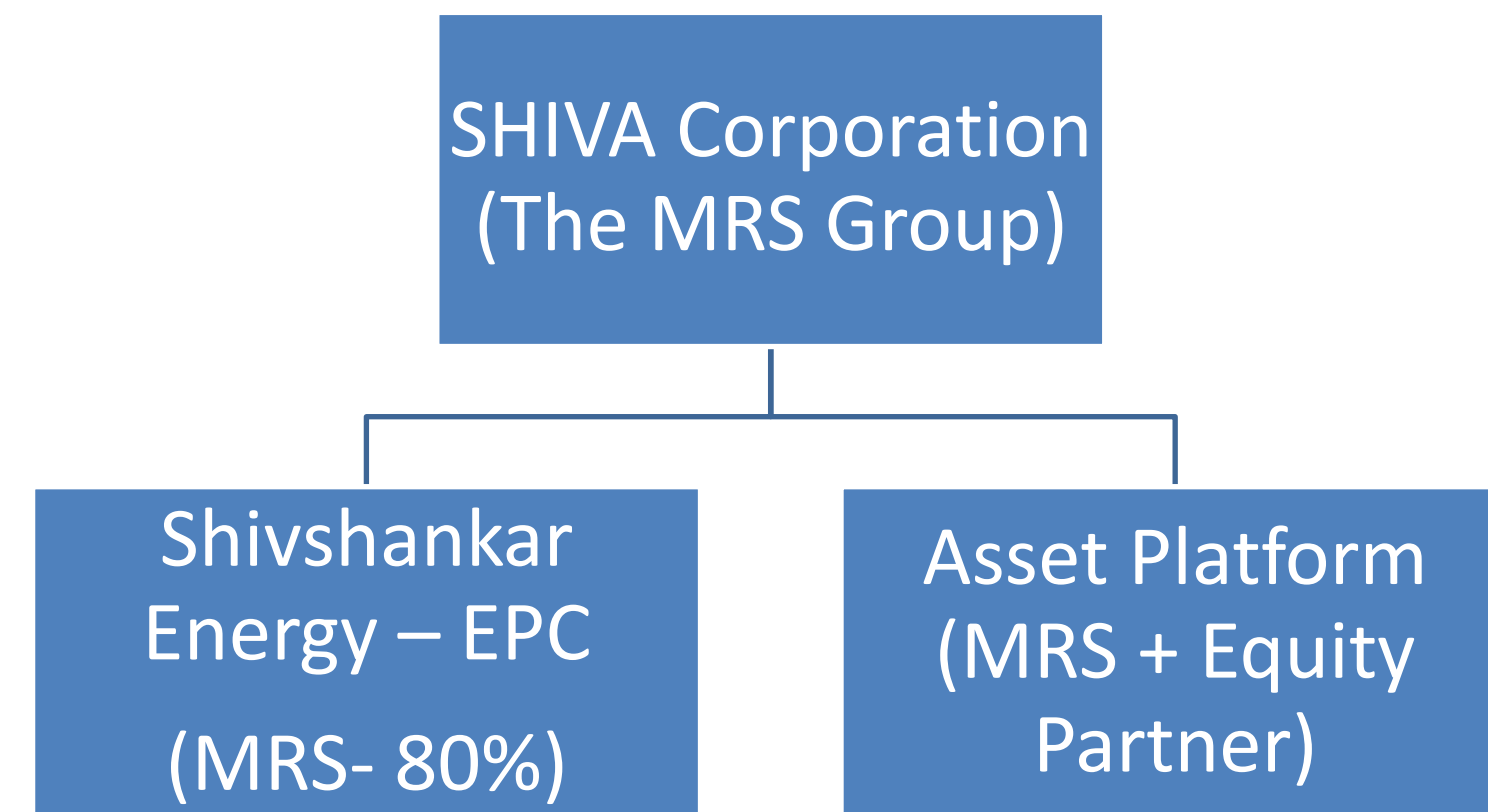 SHIVA Corporation
(The MRS Group)
Shivshankar
Energy – EPC
(MRS- 80%)
Asset Platform
(MRS + Equity
Partner)